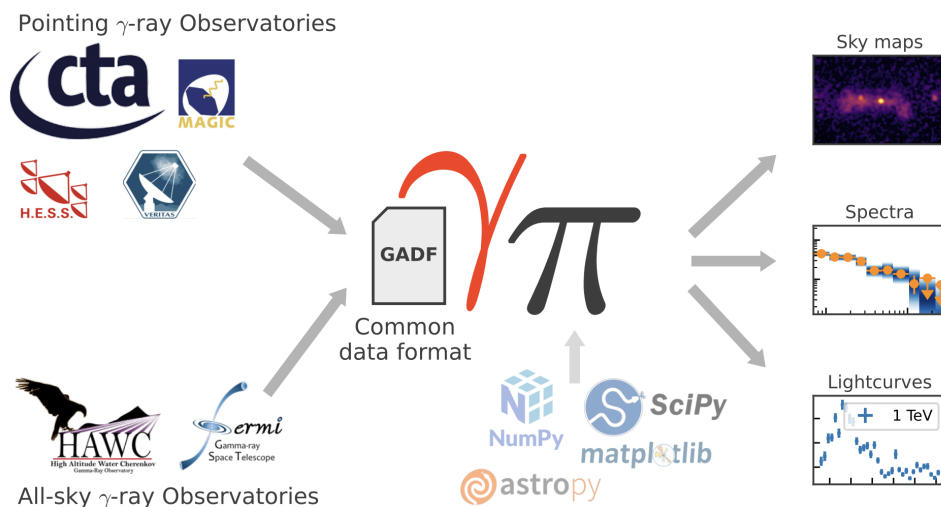 Pointing γ-ray Observatories
cta
MAGIC
H.E.S.S.
VERITAS
GADF
γπ
Common
data format
HAWC
High Altitude Water Cherenkov
Gamma-Ray Observatory
Fermi
Gamma-ray
Space Telescope
All-sky γ-ray Observatories
NumPy
SciPy
matplotlib
astropy
Sky maps
Spectra
Lightcurves
1 TeV